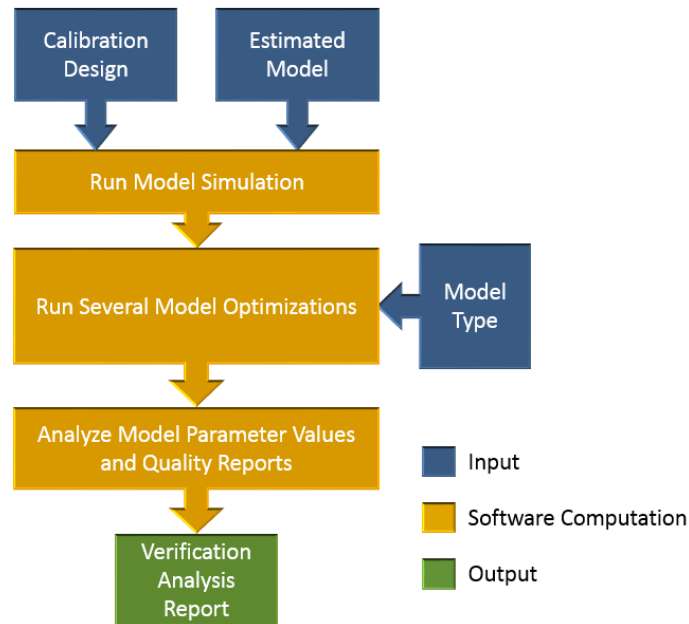 Calibration
Design
Estimated
Model
Run Model Simulation
Run Several Model Optimizations
Model
Type
Analyze Model Parameter Values
and Quality Reports
Verification
Analysis
Report
Input
Software Computation
Output